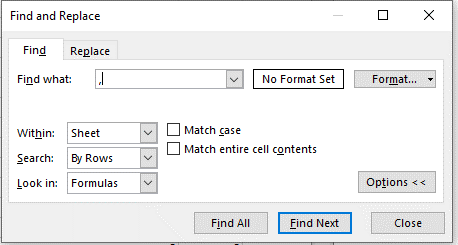 Find and Replace
Find Replace
Find what: , No Format Set Format...
Within: Sheet Match case
Search: By Rows Match entire cell contents
Look in: Formulas Options <<
Find All Find Next Close